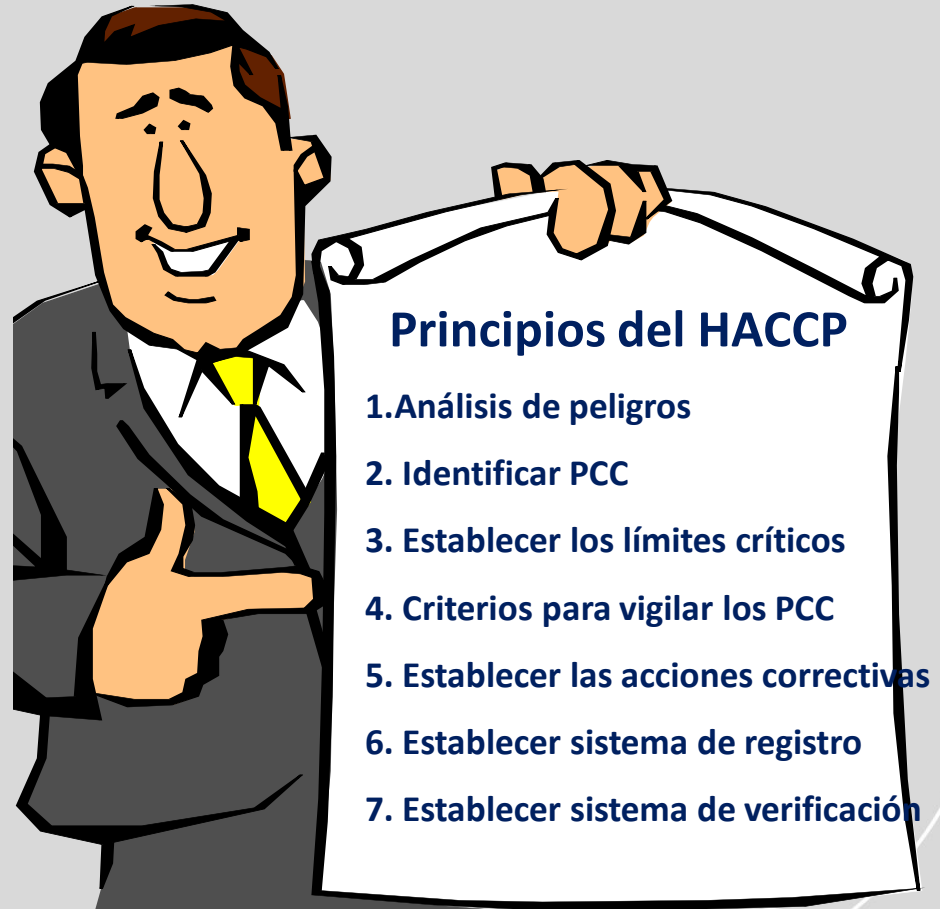 Principios del HACCP
1.Análisis de peligros
2. Identificar PCC
3. Establecer los límites críticos
4. Criterios para vigilar los PCC
5. Establecer las acciones correctivas
6. Establecer sistema de registro
7. Establecer sistema de verificación